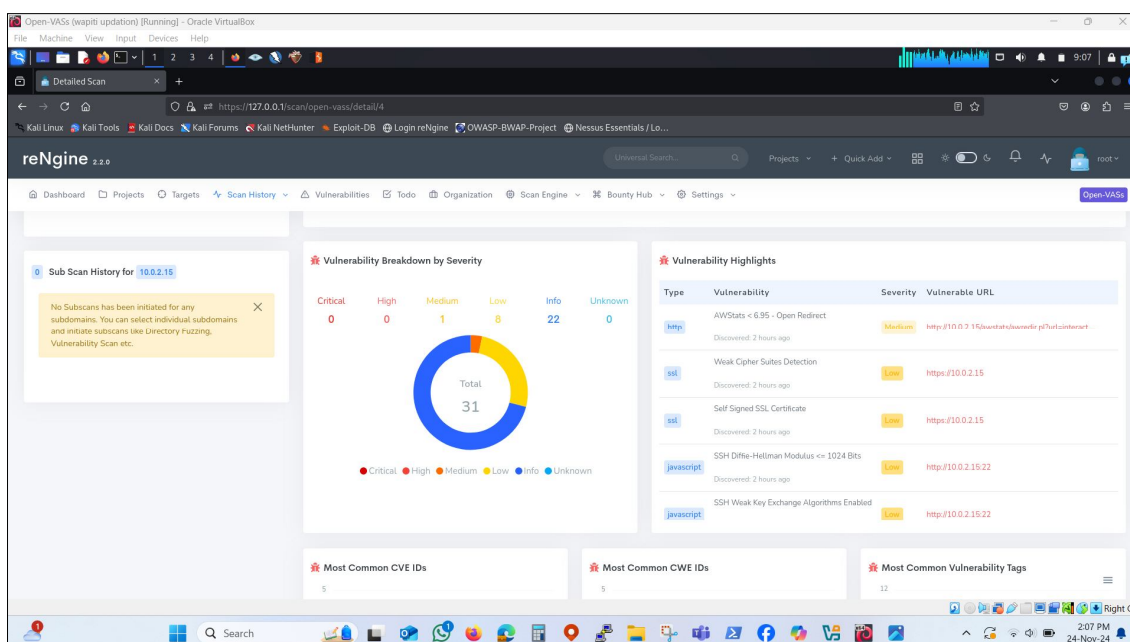 Open-VASs (wapiti updation) [Running] - Oracle VirtualBox
File Machine View Input Devices Help
1 2 3 4
9:07
Detailed Scan
https://127.0.0.1/scan/open-vass/detail/4
Kali Linux Kali Tools Kali Docs Kali Forums Kali NetHunter Exploit-DB Login reNgine OWASP-BWAP-Project Nessus Essentials / Lo...
reNgine 2.2.0
Universal Search...
Projects
+ Quick Add
root
Dashboard Projects Targets Scan History Vulnerabilities Todo Organization Scan Engine Bounty Hub Settings
Open-VASs
0 Sub Scan History for 10.0.2.15
No Subscans has been initiated for any
subdomains. You can select individual subdomains
and initiate subscans like Directory Fuzzing,
Vulnerability Scan etc.
Vulnerability Breakdown by Severity
Critical High Medium Low Info Unknown
0 0 1 8 22 0
Total
31
Critical High Medium Low Info Unknown
Vulnerability Highlights
Type Vulnerability Severity Vulnerable URL
http AWStats < 6.95 - Open Redirect Medium http://10.0.2.15/awstats/awredir.pl?url=interact...
Discovered: 2 hours ago
ssl Weak Cipher Suites Detection Low https://10.0.2.15
Discovered: 2 hours ago
ssl Self Signed SSL Certificate Low https://10.0.2.15
Discovered: 2 hours ago
javascript SSH Diffie-Hellman Modulus <= 1024 Bits Low http://10.0.2.15:22
Discovered: 2 hours ago
javascript SSH Weak Key Exchange Algorithms Enabled Low http://10.0.2.15:22
Most Common CVE IDs
5
Most Common CWE IDs
5
Most Common Vulnerability Tags
12
Right
Search
2:07 PM
24-Nov-24